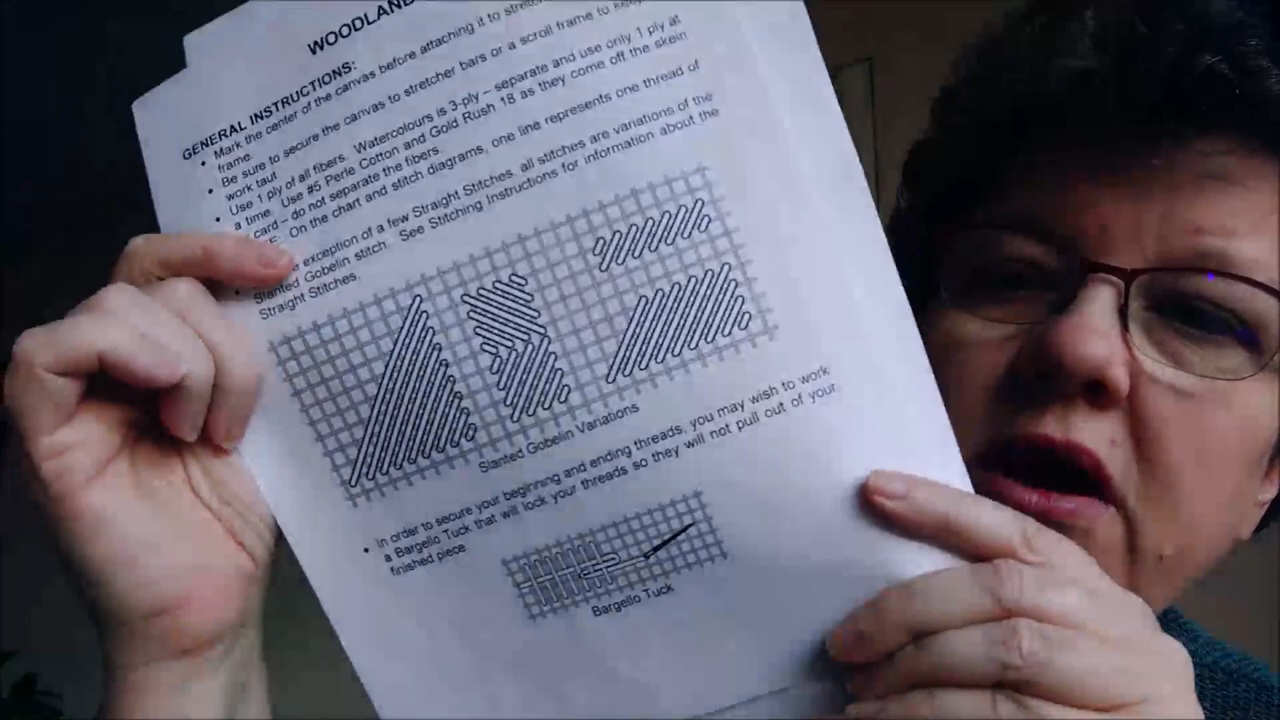 WOODLAND
GENERAL INSTRUCTIONS:
• Mark the center of the canvas before attaching it to
frame.
• Be sure to secure the canvas to stretcher bars or a scroll frame to keep
work taut
• Use 1 ply of all fibers. Watercolours is 3-ply – separate and use only 1 ply at
a time. Use #5 Perle Cotton and Gold Rush 18 as they come off the skein
card – do not separate the fibers.
On the chart and stitch diagrams, one line represents one thread of
exception of a few Straight Stitches, all stitches are variations of the
Slanted Gobelin stitch. See Stitching Instructions for information about the
Straight Stitches.
Slanted Gobelin Variations
• In order to secure your beginning and ending threads, you may wish to work
a Bargello Tuck that will lock your threads so they will not pull out of your
finished piece
Bargello Tuck